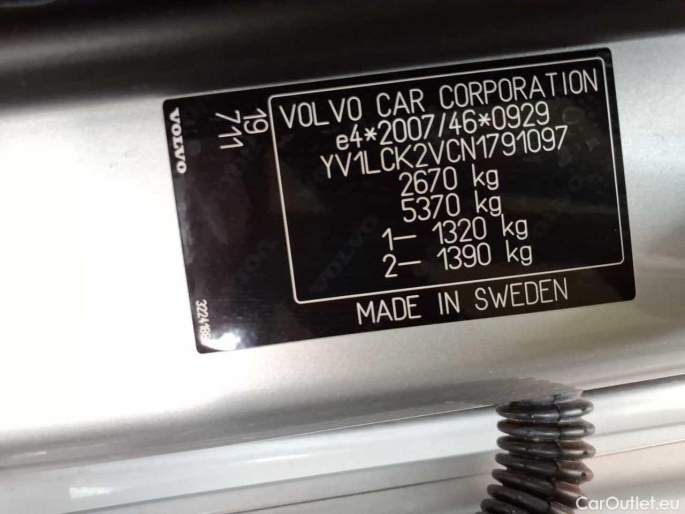 VOLVO
19
711
VOLVO CAR CORPORATION
e4*2007/46*0929
YV1LCK2VCN1791097
2670 kg
5370 kg
1– 1320 kg
2– 1390 kg
MADE IN SWEDEN
CarOutlet.eu